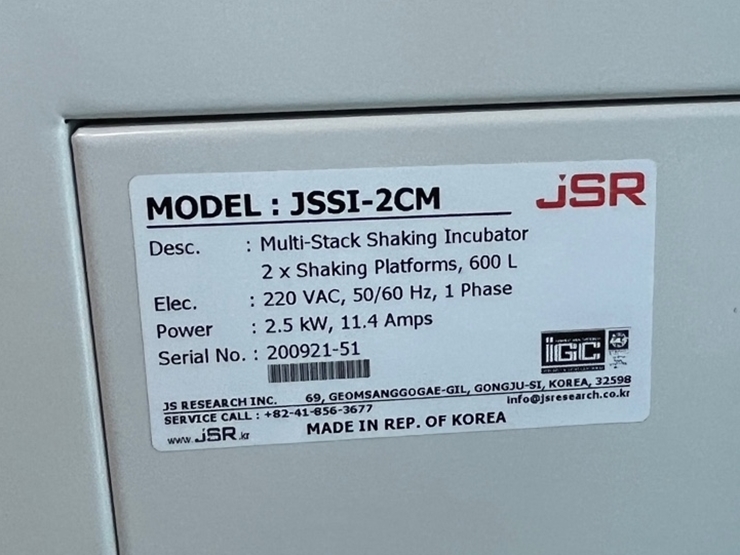 MODEL : JSSI-2CM
JSR
Desc. : Multi-Stack Shaking Incubator
2 x Shaking Platforms, 600 L
Elec. : 220 VAC, 50/60 Hz, 1 Phase
Power : 2.5 kW, 11.4 Amps
Serial No. : 200921-51
IGC
JS RESEARCH INC. 69, GEOMSANGGOGAE-GIL, GONGJU-SI, KOREA, 32598
SERVICE CALL : +82-41-856-3677 info@jsresearch.co.kr
www.JSR.kr MADE IN REP. OF KOREA